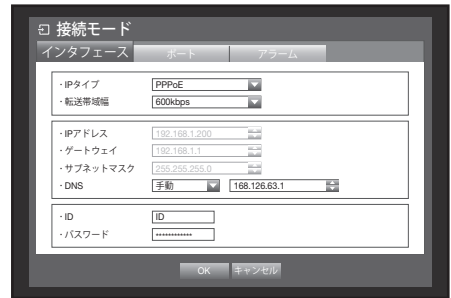 接続モード
インタフェース ポート アラーム
・IPタイプ PPPoE
・転送帯域幅 600kbps
・IPアドレス 192.168.1.200
・ゲートウェイ 192.168.1.1
・サブネットマスク 255.255.255.0
・DNS 手動 168.126.63.1
・ID ID
・パスワード ************
OK キャンセル